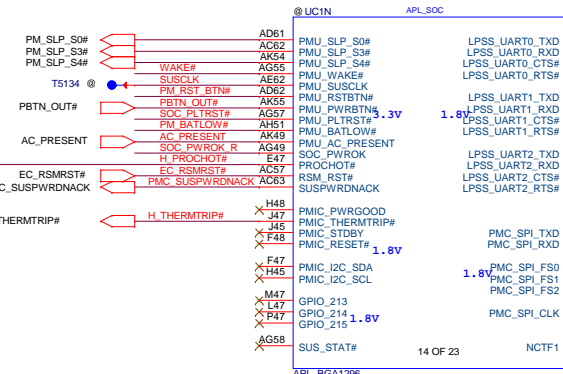 @ UC1N APL_SOC
PM_SLP_S0# AD61 PMU_SLP_S0# LPSS_UART0_TXD
PM_SLP_S3# AC62 PMU_SLP_S3# LPSS_UART0_RXD
PM_SLP_S4# AK54 PMU_SLP_S4# LPSS_UART0_CTS#
WAKE# AG55 PMU_WAKE# LPSS_UART0_RTS#
T5134 @ SUSCLK AE62 PMU_SUSCLK
PM_RST_BTN# AD62 PMU_RSTBTN# LPSS_UART1_TXD
PBTN_OUT# PBTN_OUT# AK55 PMU_PWRBTN# 3.3V 1.8V LPSS_UART1_RXD
SOC_PLTRST# AG57 PMU_PLTRST# LPSS_UART1_CTS#
PM_BATLOW# AH51 PMU_BATLOW# LPSS_UART1_RTS#
AC_PRESENT AC_PRESENT AK49 PMU_AC_PRESENT
SOC_PWROK_R AG49 SOC_PWROK LPSS_UART2_TXD
H_PROCHOT# E47 PROCHOT# LPSS_UART2_RXD
EC_RSMRST# EC_RSMRST# AC57 RSM_RST# LPSS_UART2_CTS#
C_SUSPWRDNACK PMC_SUSPWRDNACK AC63 SUSPWRDNACK LPSS_UART2_RTS#
H48 PMIC_PWRGOOD
THERMTRIP# H_THERMTRIP# J47 PMIC_THERMTRIP#
J45 PMIC_STDBY PMC_SPI_TXD
F48 PMIC_RESET# 1.8V PMC_SPI_RXD
F47 PMIC_I2C_SDA 1.8V PMC_SPI_FS0
H45 PMIC_I2C_SCL PMC_SPI_FS1
PMC_SPI_FS2
M47 GPIO_213
L47 GPIO_214 1.8V PMC_SPI_CLK
P47 GPIO_215
AG58 SUS_STAT# 14 OF 23 NCTF1
APL_BGA1296